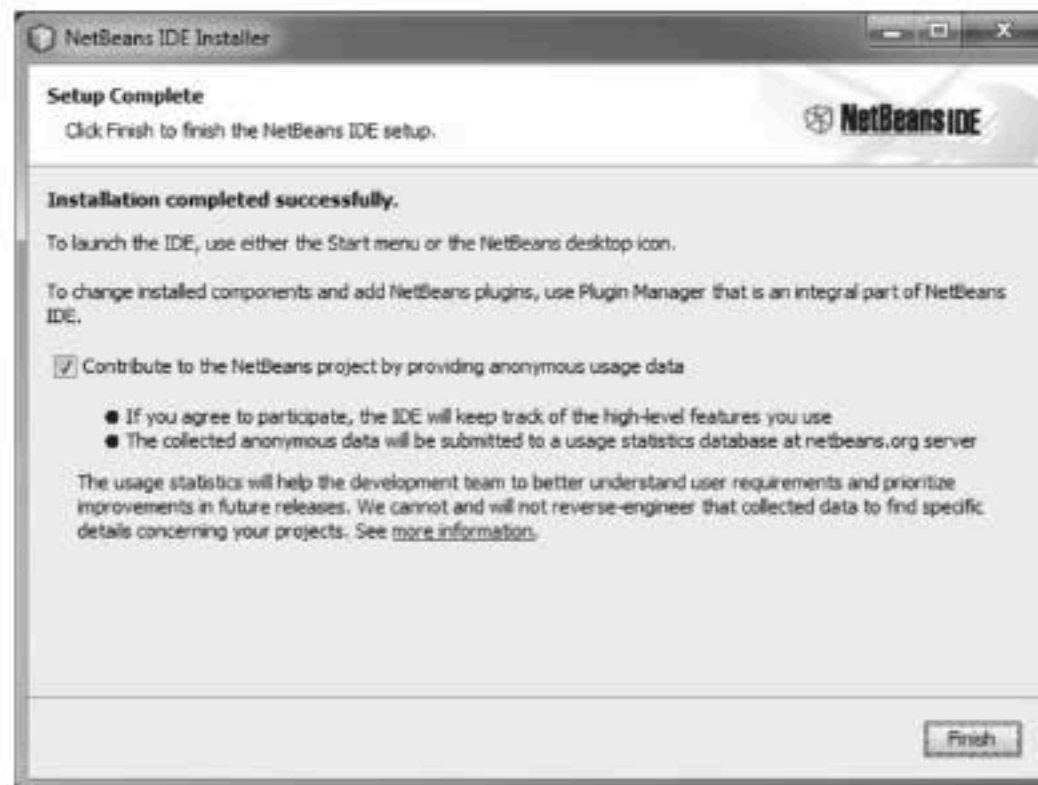 NetBeans IDE Installer
Setup Complete
Click Finish to finish the NetBeans IDE setup.
NetBeans IDE
Installation completed successfully.
To launch the IDE, use either the Start menu or the NetBeans desktop icon.
To change installed components and add NetBeans plugins, use Plugin Manager that is an integral part of NetBeans
IDE.
Contribute to the NetBeans project by providing anonymous usage data
● If you agree to participate, the IDE will keep track of the high-level features you use
● The collected anonymous data will be submitted to a usage statistics database at netbeans.org server
The usage statistics will help the development team to better understand user requirements and prioritize
improvements in future releases. We cannot and will not reverse-engineer that collected data to find specific
details concerning your projects. See more information.
Finish